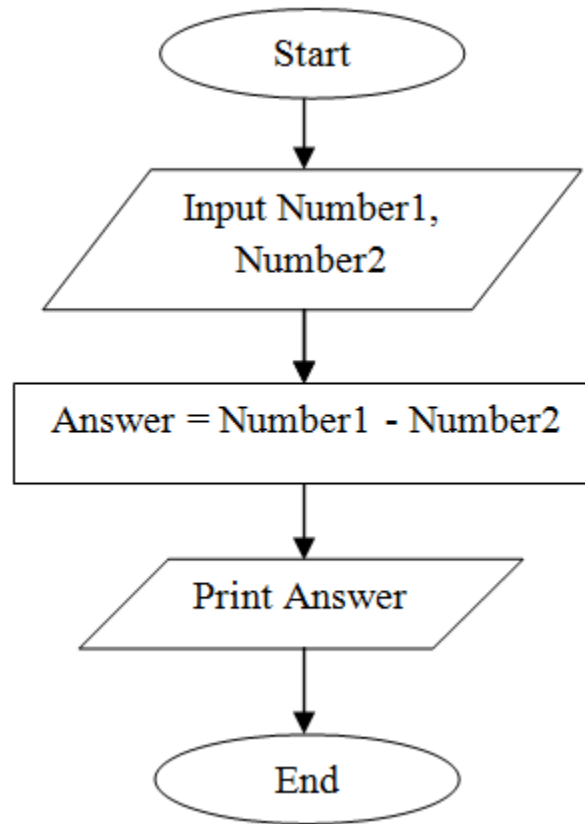 Start
Input Number1,
Number2
Answer = Number1 - Number2
Print Answer
End